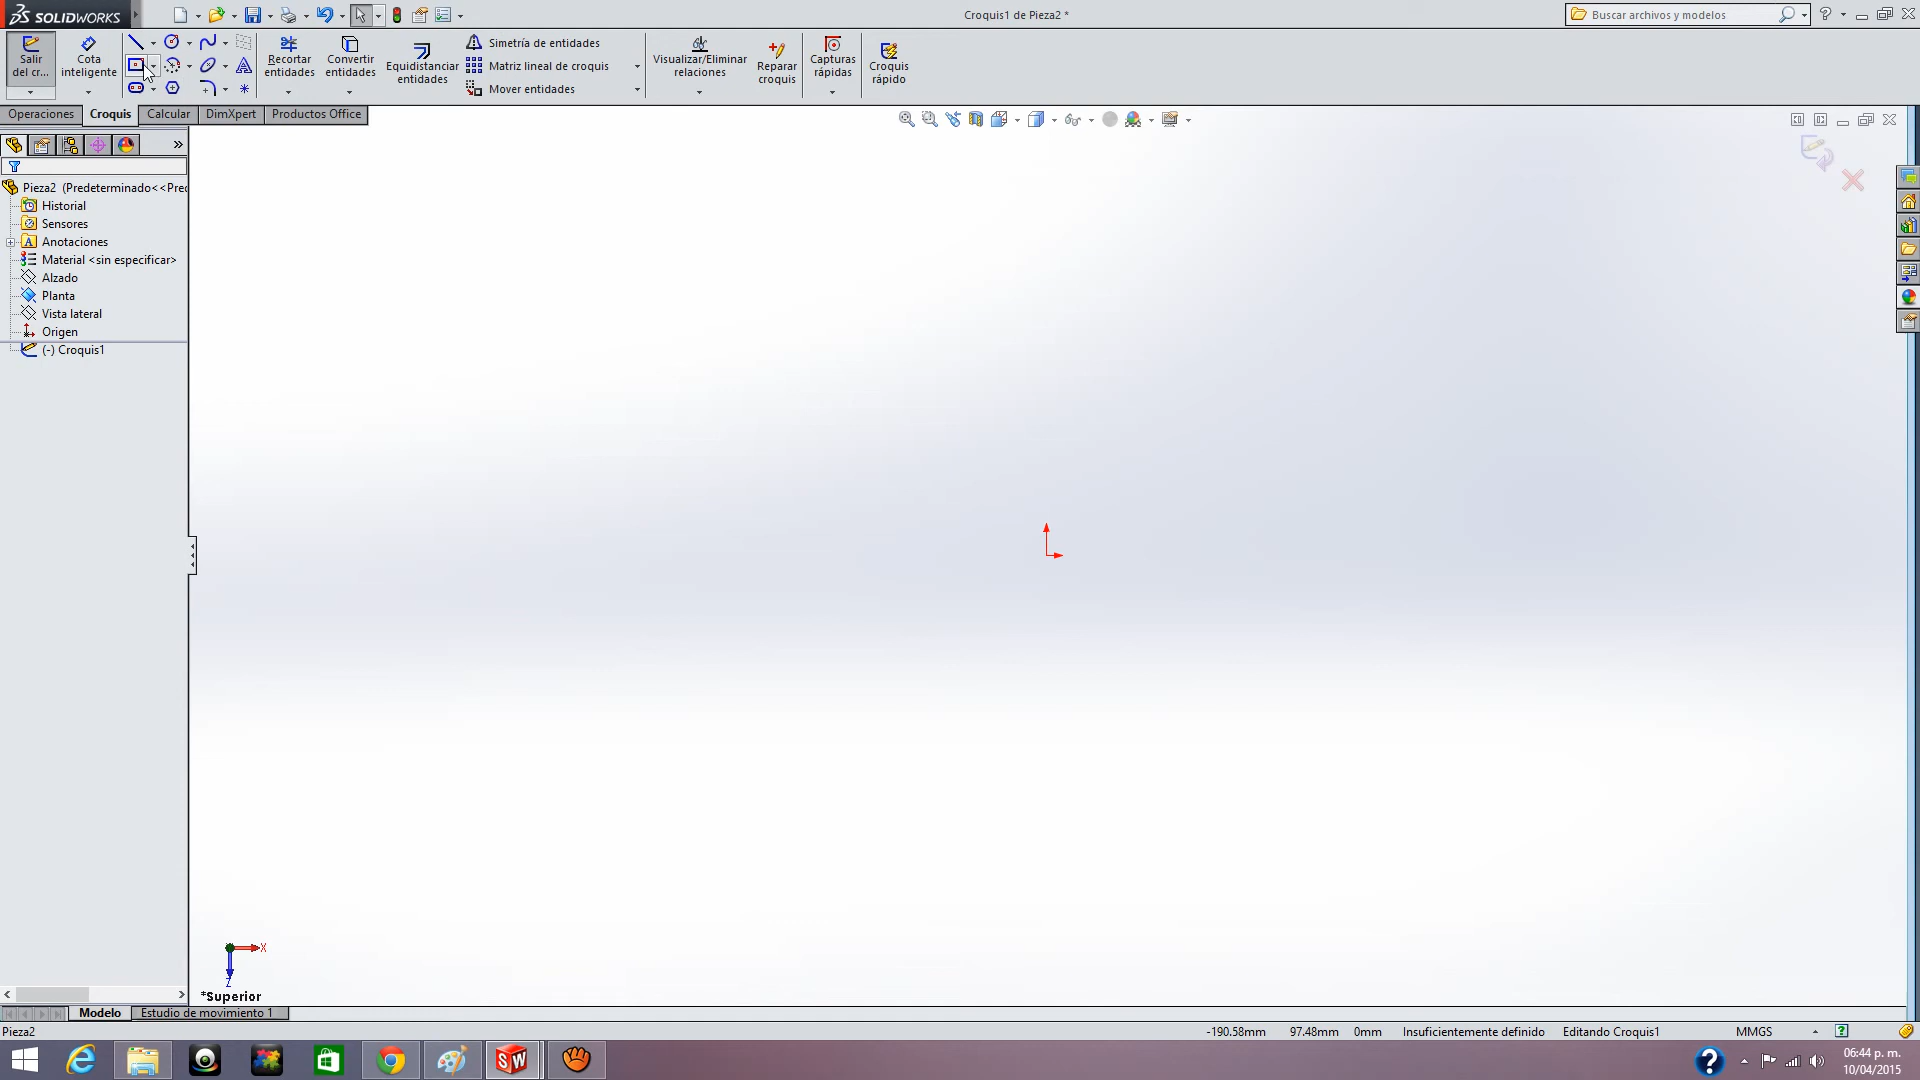 SOLIDWORKS
Croquis1 de Pieza2 *
Buscar archivos y modelos
Salir
del cr...
Cota
inteligente
Recortar
entidades
Convertir
entidades
Equidistanciar
entidades
Simetría de entidades
Matriz lineal de croquis
Mover entidades
Visualizar/Eliminar
relaciones
Reparar
croquis
Capturas
rápidas
Croquis
rápido
Operaciones
Croquis
Calcular
DimXpert
Productos Office
Pieza2 (Predeterminado<<Prec
Historial
Sensores
Anotaciones
Material <sin especificar>
Alzado
Planta
Vista lateral
Origen
(-) Croquis1
X
Z
*Superior
Modelo
Estudio de movimiento 1
Pieza2
-190.58mm 97.48mm 0mm Insuficientemente definido Editando Croquis1 MMGS
06:44 p. m.
10/04/2015